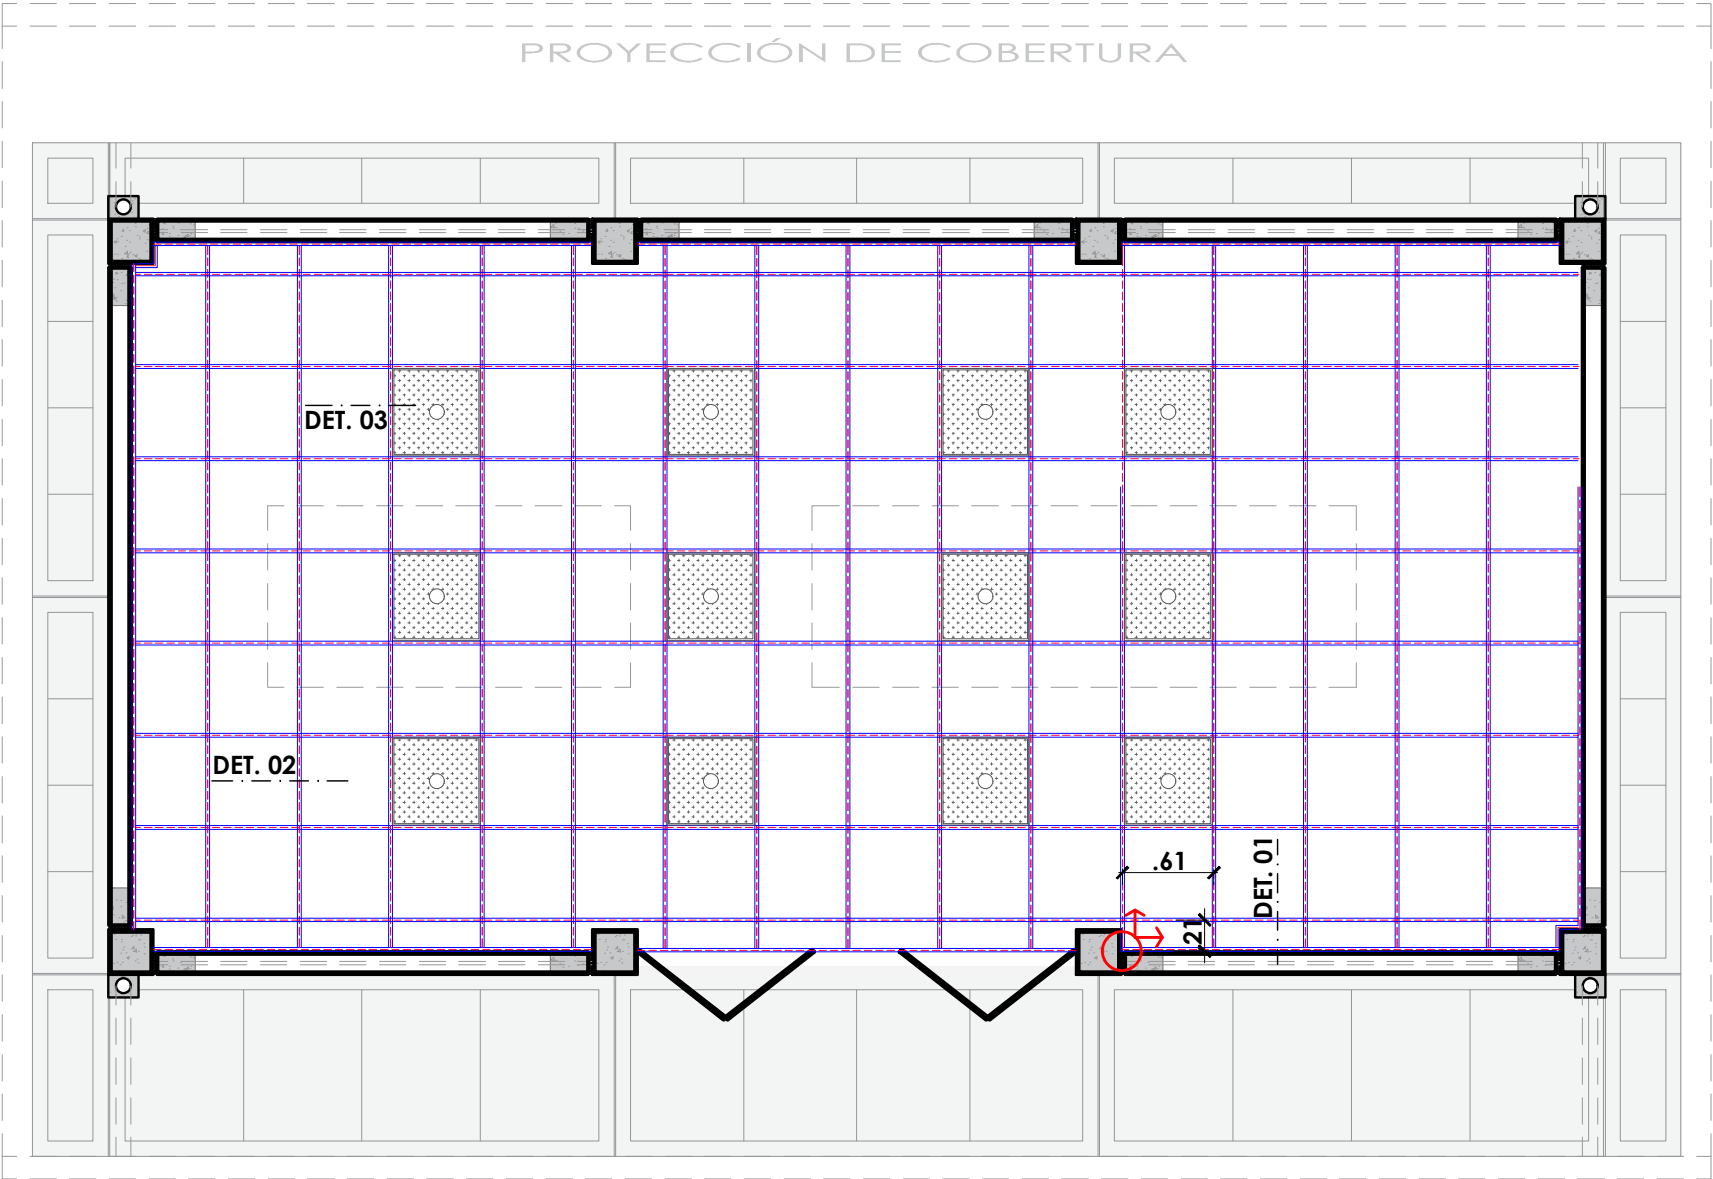 PROYECCIÓN DE COBERTURA
DET. 03
DET. 02
.61
.21
DET. 01